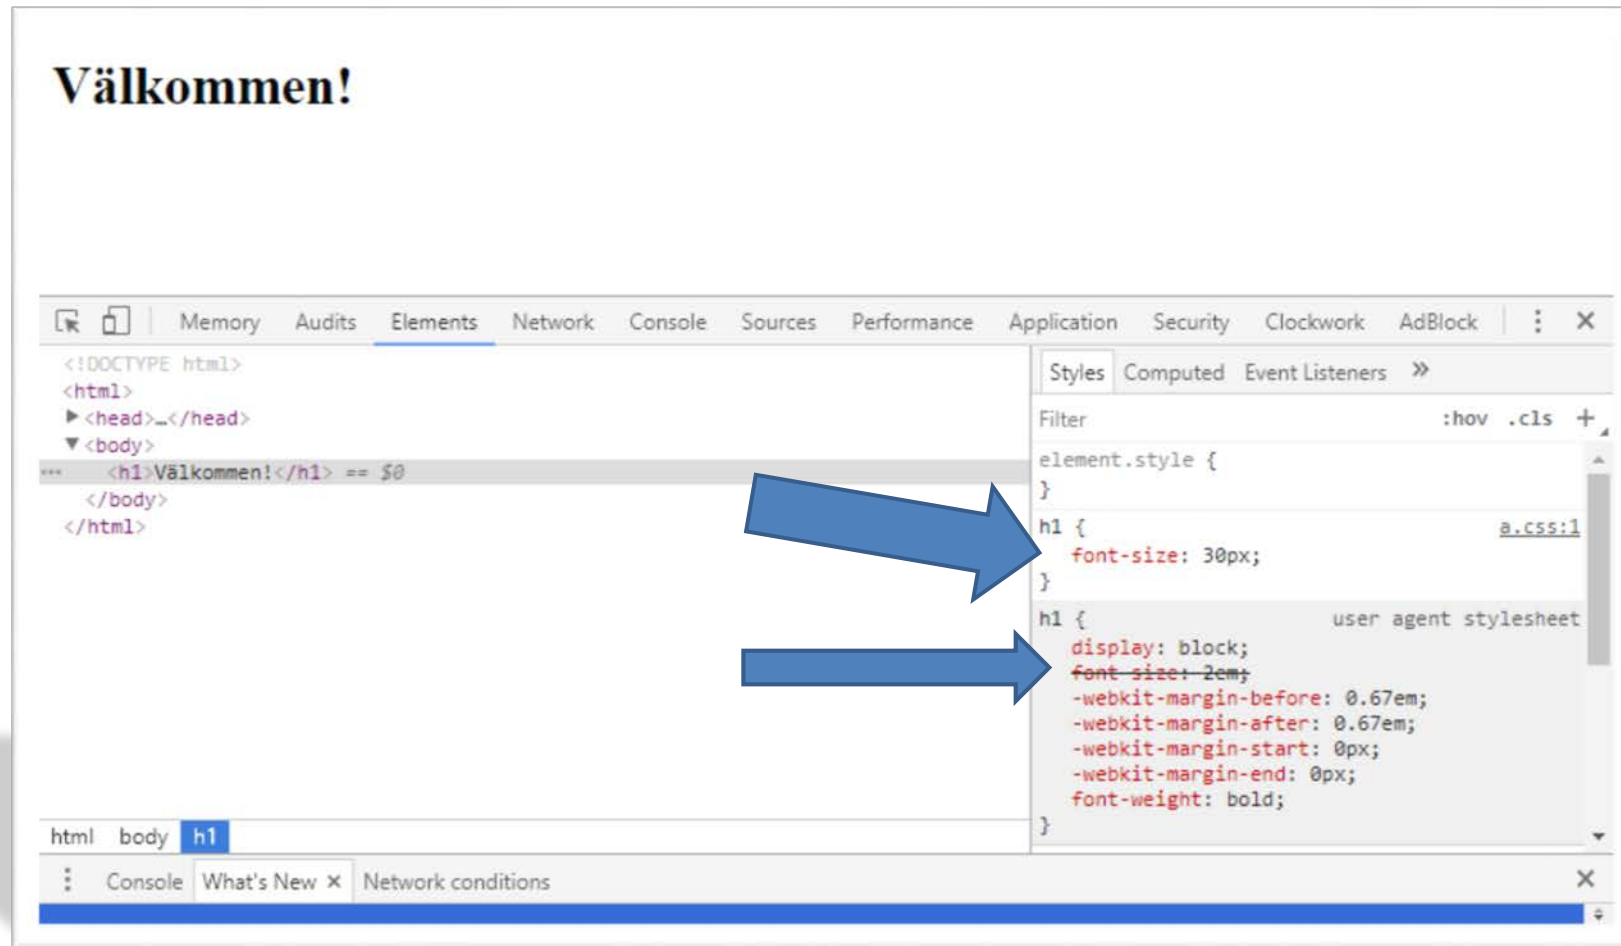 Välkommen!
Memory Audits Elements Network Console Sources Performance Application Security Clockwork AdBlock
<!DOCTYPE html>
<html>
<head>…</head>
<body>
<h1>Välkommen!</h1> == $0
</body>
</html>
html body h1
Styles Computed Event Listeners »
Filter :hov .cls +
element.style {
}
h1 { a.css:1
font-size: 30px;
}
h1 { user agent stylesheet
display: block;
font-size: 2em;
-webkit-margin-before: 0.67em;
-webkit-margin-after: 0.67em;
-webkit-margin-start: 0px;
-webkit-margin-end: 0px;
font-weight: bold;
}
Console What's New × Network conditions